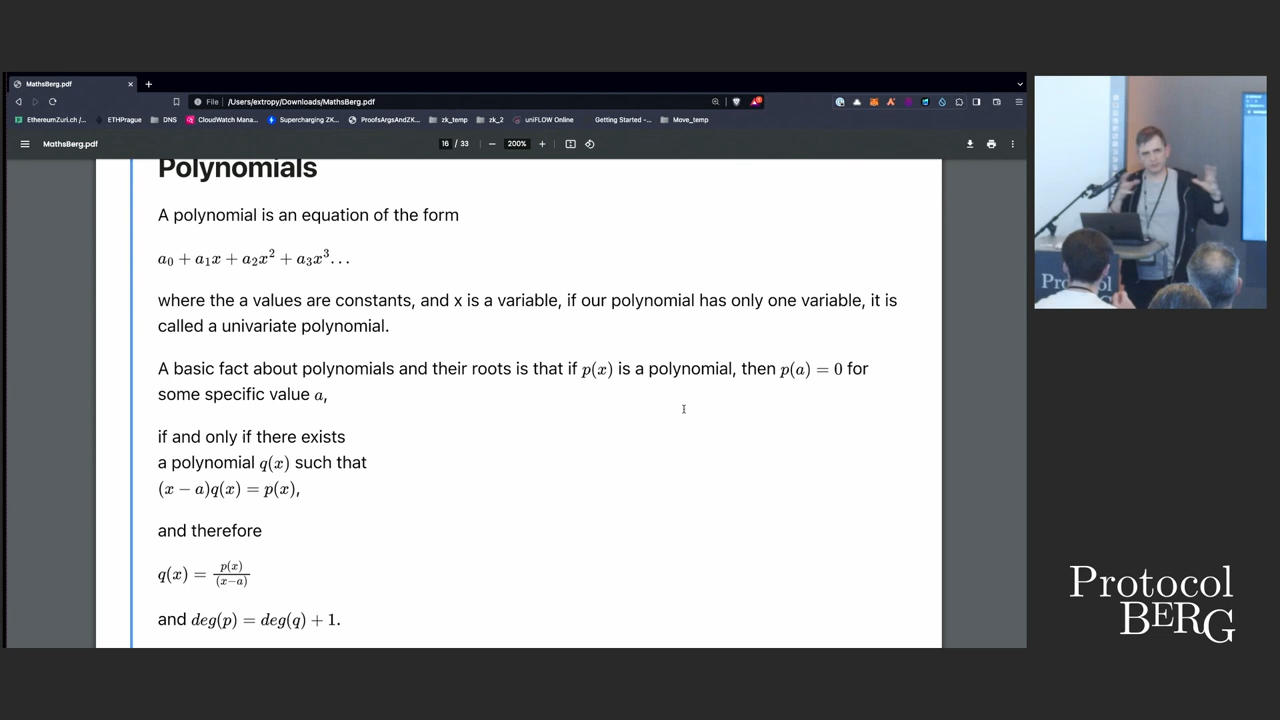 MathsBerg.pdf
File | /Users/extropy/Downloads/MathsBerg.pdf
EthereumZuri.ch /... ETHPrague DNS CloudWatch Mana... Supercharging ZK... ProofsArgsAndZK... zk_temp zk_2 uniFLOW Online Getting Started -... Move_temp
MathsBerg.pdf 16 / 33 — 200% +
Polynomials
A polynomial is an equation of the form
a₀ + a₁x + a₂x² + a₃x³...
where the a values are constants, and x is a variable, if our polynomial has only one variable, it is
called a univariate polynomial.
A basic fact about polynomials and their roots is that if p(x) is a polynomial, then p(a) = 0 for
some specific value a,
if and only if there exists
a polynomial q(x) such that
(x − a)q(x) = p(x),
and therefore
q(x) = p(x)/(x−a)
and deg(p) = deg(q) + 1.
Protocol
BERG
Protocol
BERG